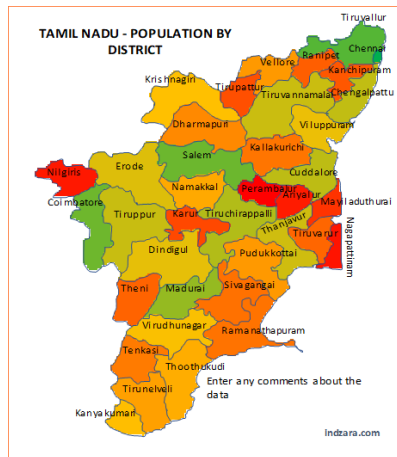 TAMIL NADU - POPULATION BY
DISTRICT
Tiruvallur
Chennai
Vellore
Ranipet
Kanchipuram
Krishnagiri
Tirupattur
Chengalpattu
Tiruvannamalai
Dharmapuri
Viluppuram
Kallakurichi
Salem
Erode
Nilgiris
Cuddalore
Namakkal
Perambalur
Ariyalur
Coimbatore
Mayiladuthurai
Tiruppur
Karur
Tiruchirappalli
Thanjavur
Tiruvarur
Nagapattinam
Dindigul
Pudukkottai
Theni
Madurai
Sivagangai
Virudhunagar
Ramanathapuram
Tenkasi
Thoothukudi
Tirunelveli
Enter any comments about the
data
Kanyakumari
indzara.com